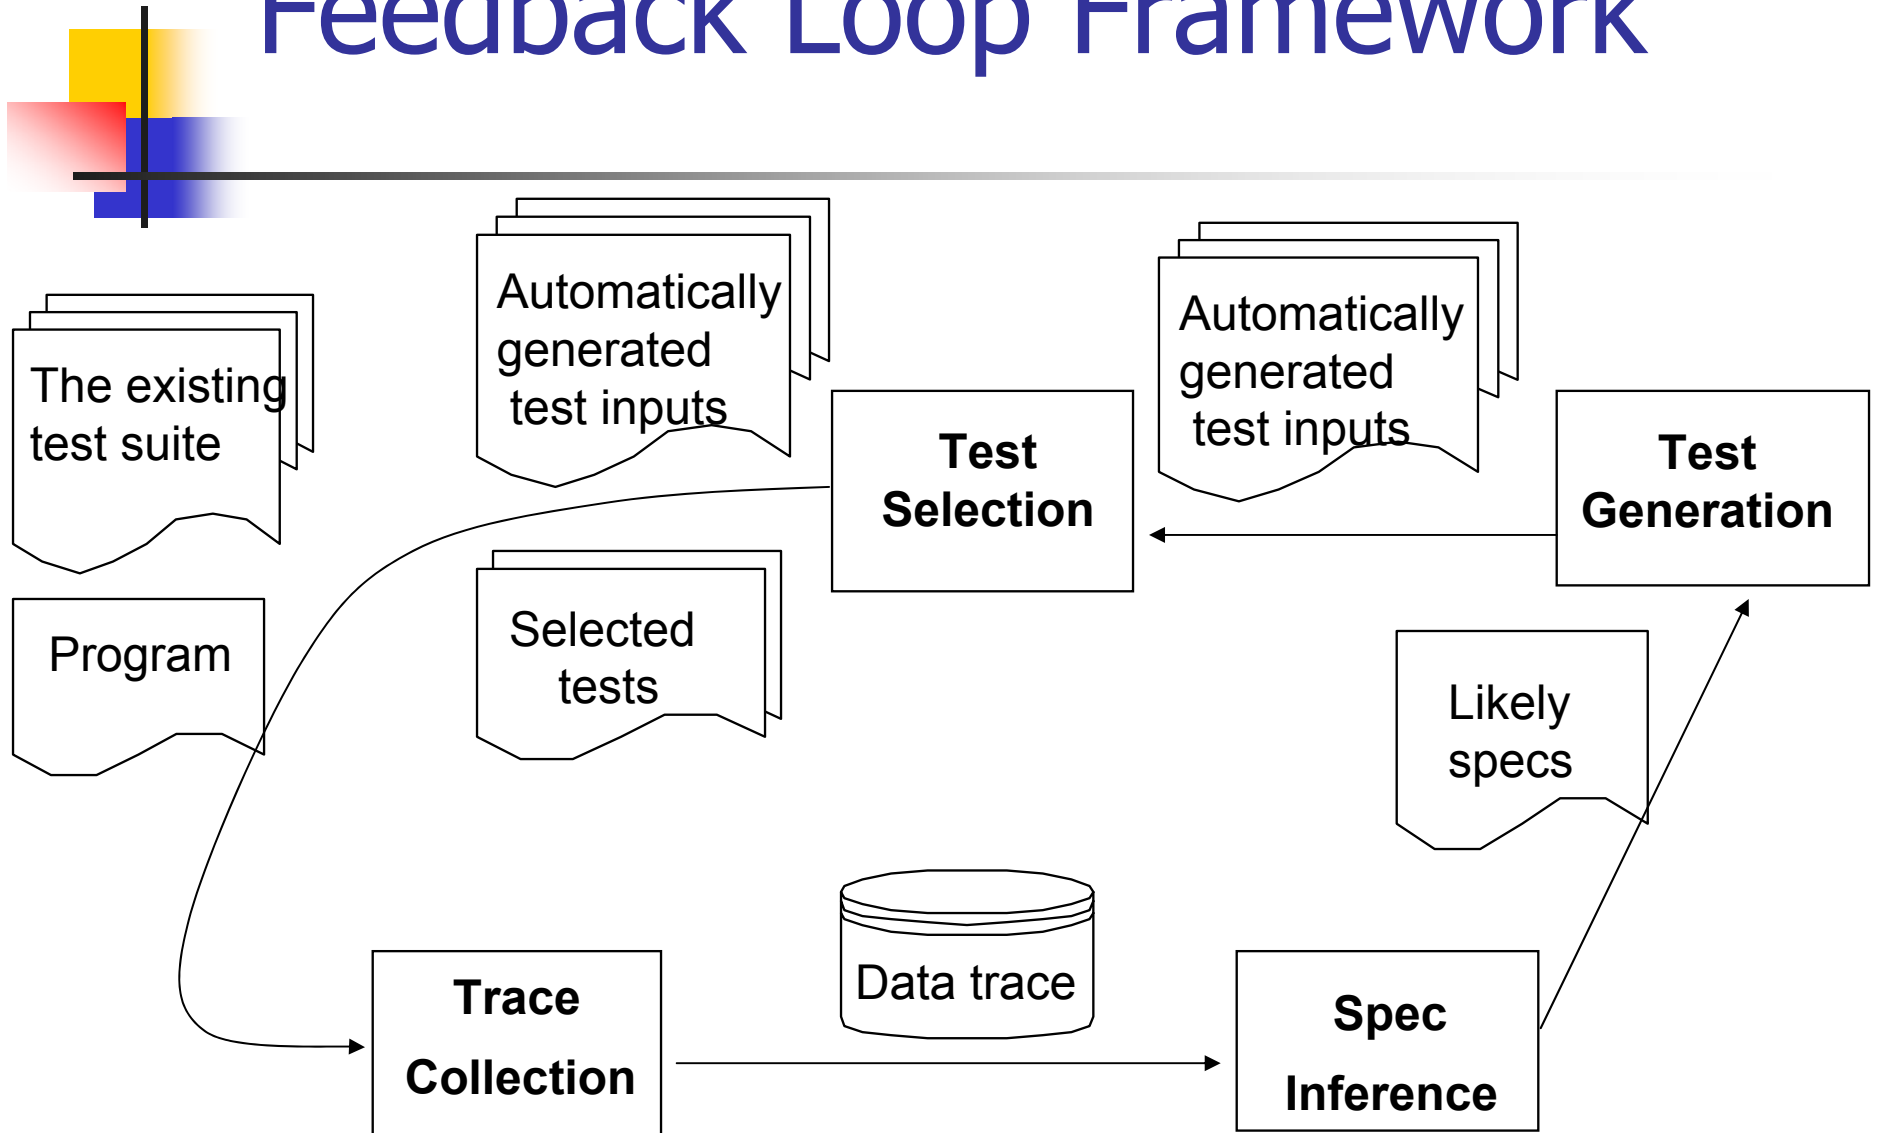 Feedback Loop Framework
The existing
test suite
Automatically
generated
test inputs
Test
Selection
Automatically
generated
test inputs
Test
Generation
Program
Selected
tests
Likely
specs
Trace
Collection
Data trace
Spec
Inference